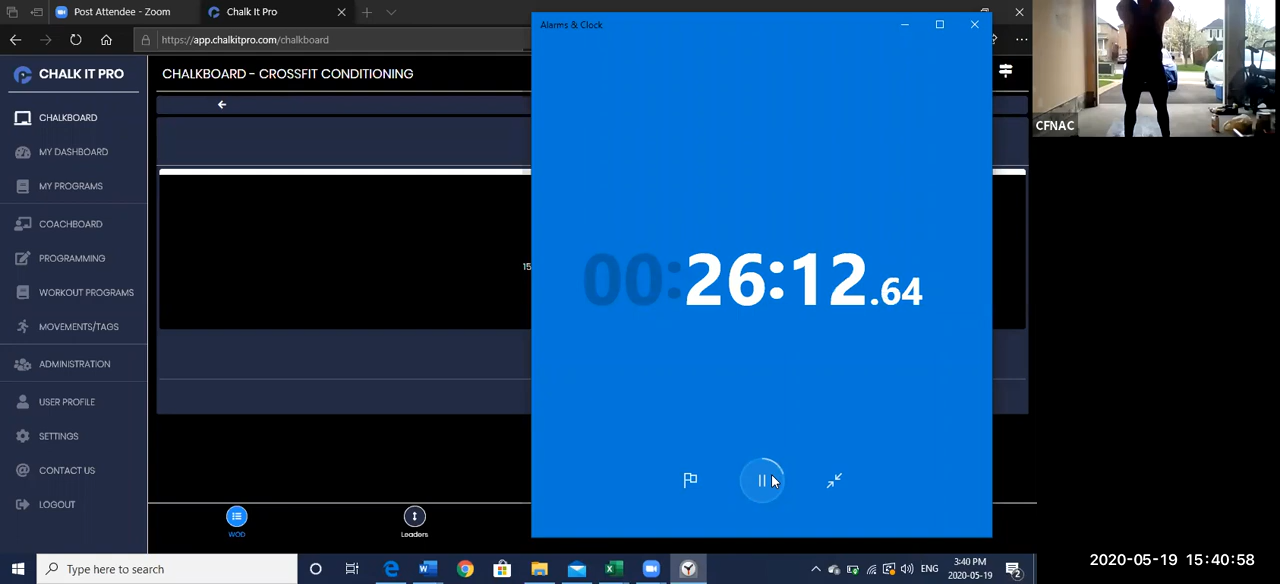 Post Attendee - Zoom
Chalk It Pro
Alarms & Clock
https://app.chalkitpro.com/chalkboard
CHALK IT PRO
CHALKBOARD - CROSSFIT CONDITIONING
CHALKBOARD
MY DASHBOARD
MY PROGRAMS
COACHBOARD
PROGRAMMING
WORKOUT PROGRAMS
MOVEMENTS/TAGS
ADMINISTRATION
USER PROFILE
SETTINGS
CONTACT US
LOGOUT
15
00:26:12.64
WOD
Leaders
CFNAC
Type here to search
ENG
3:40 PM
2020-05-19
2
2020-05-19 15:40:58